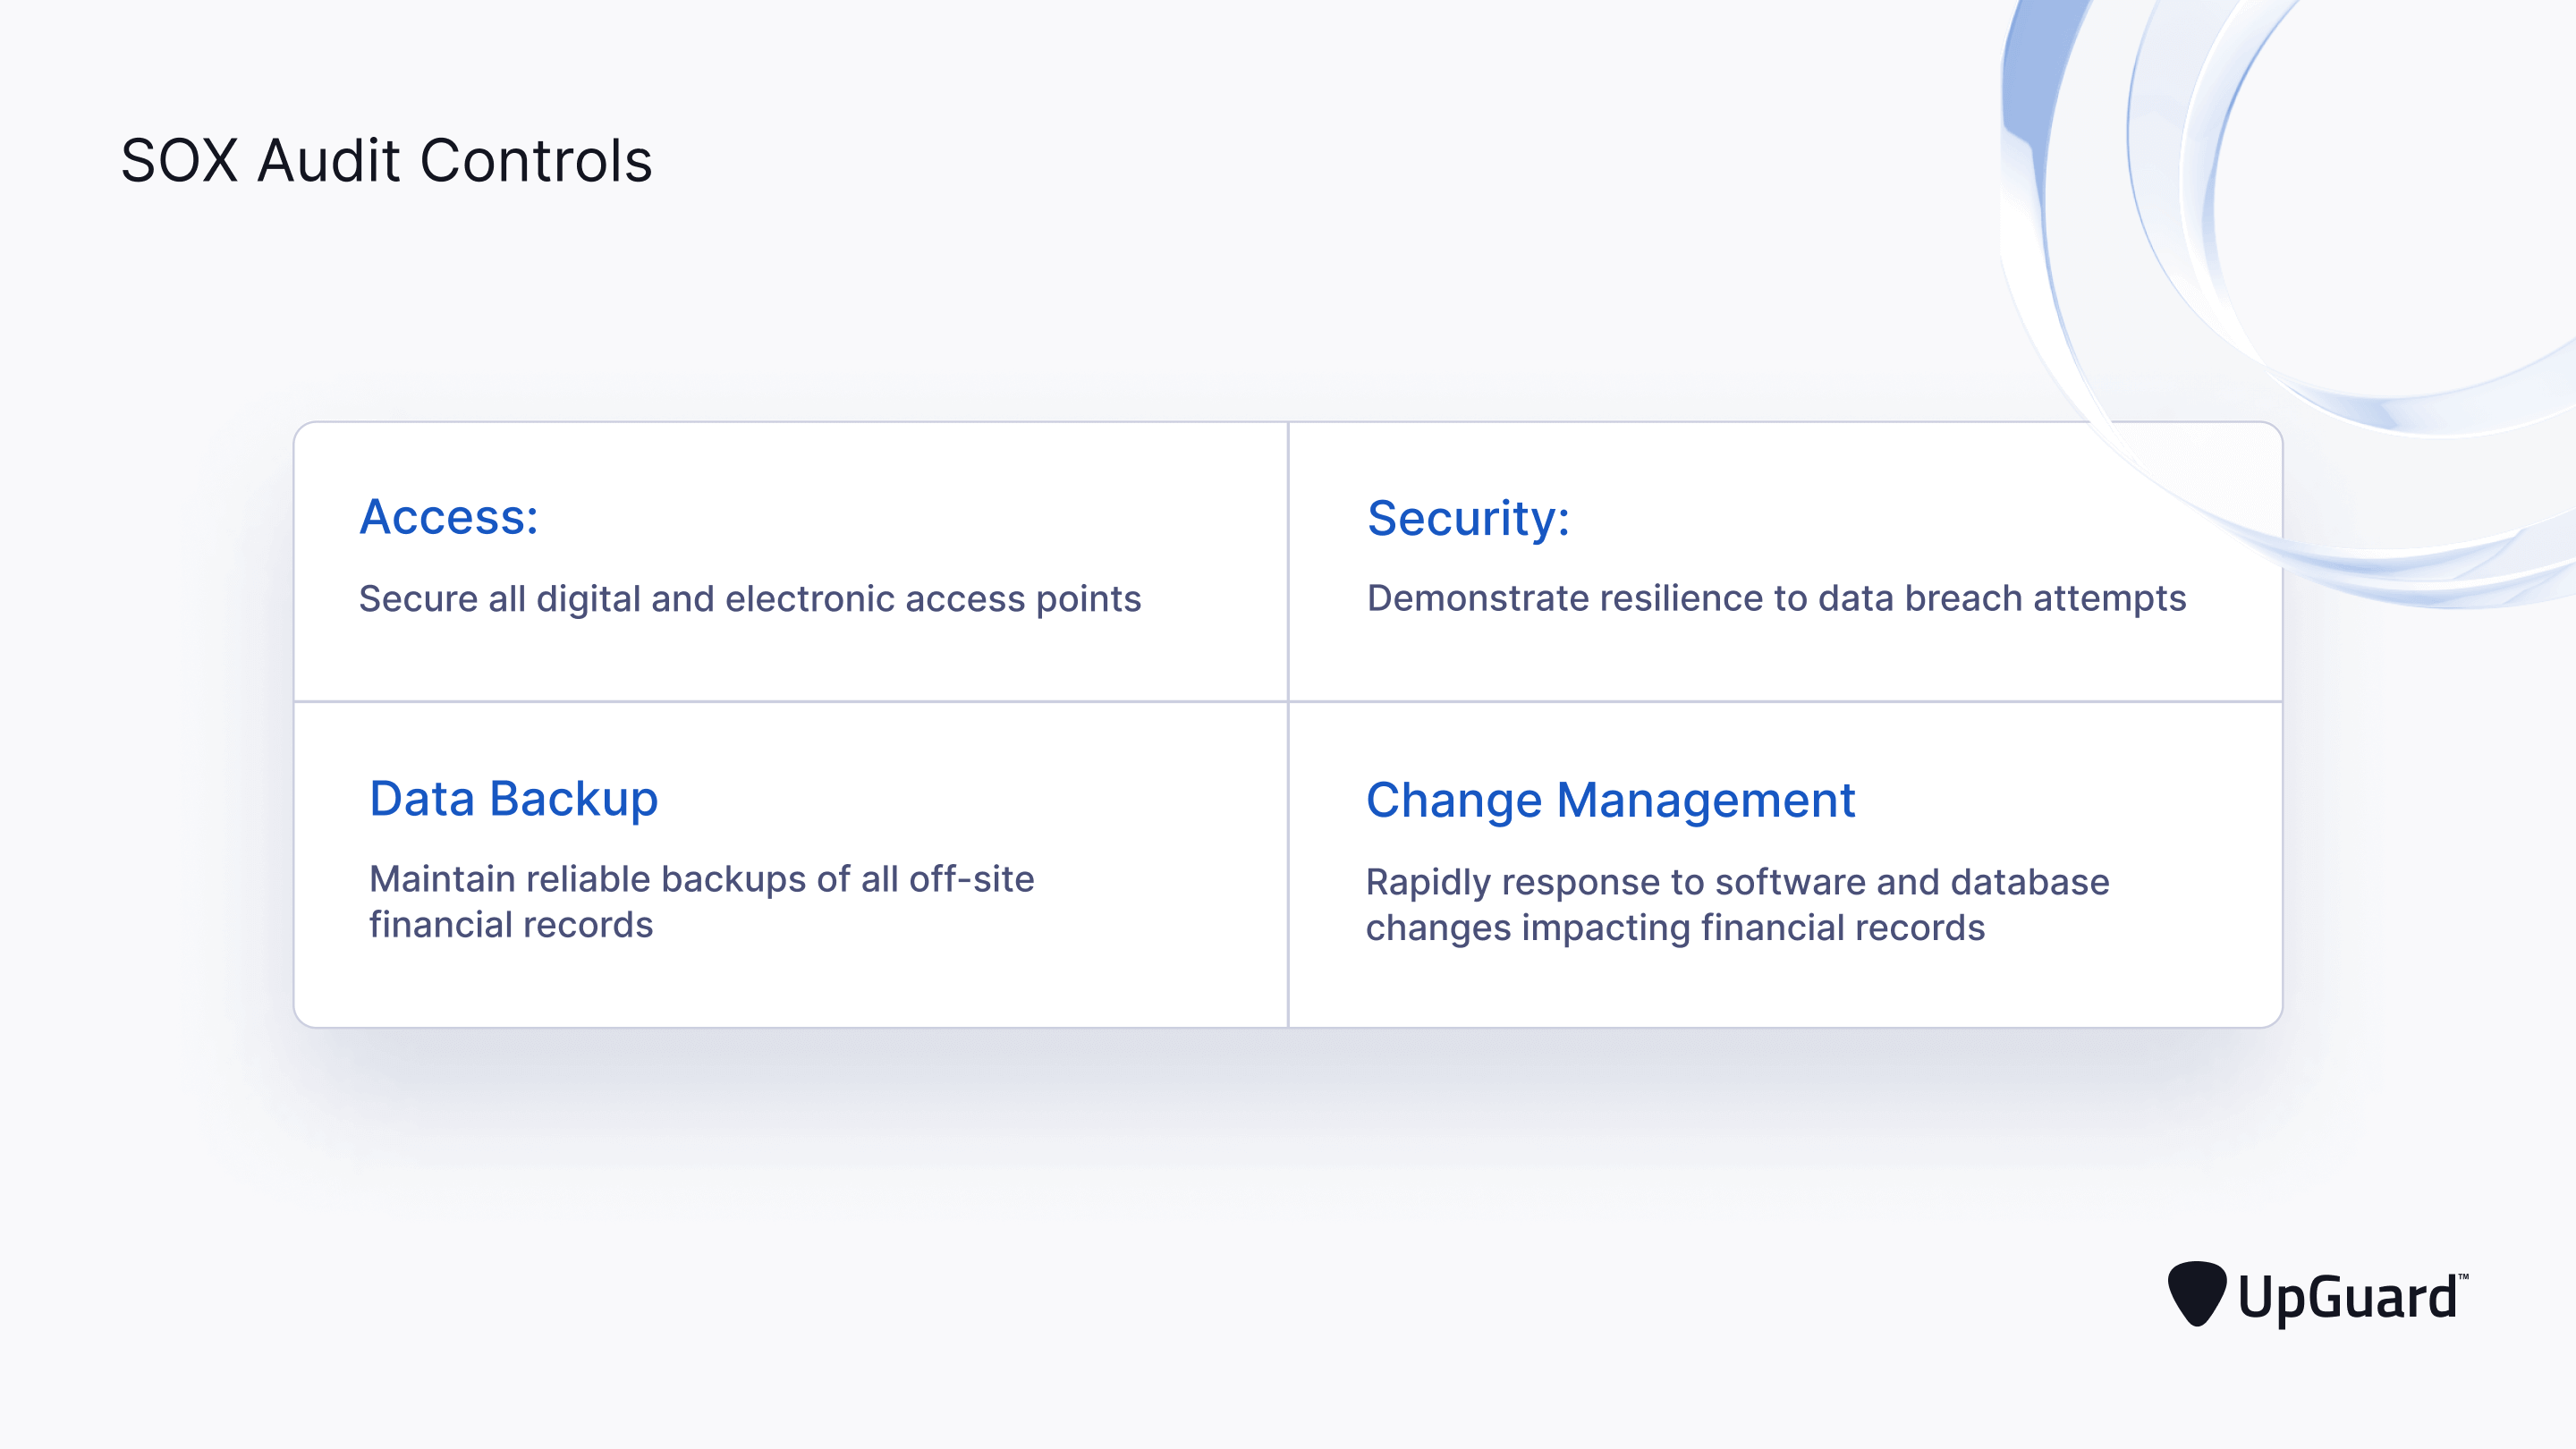 SOX Audit Controls
Access:
Secure all digital and electronic access points
Security:
Demonstrate resilience to data breach attempts
Data Backup
Maintain reliable backups of all off-site
financial records
Change Management
Rapidly response to software and database
changes impacting financial records
UpGuard™